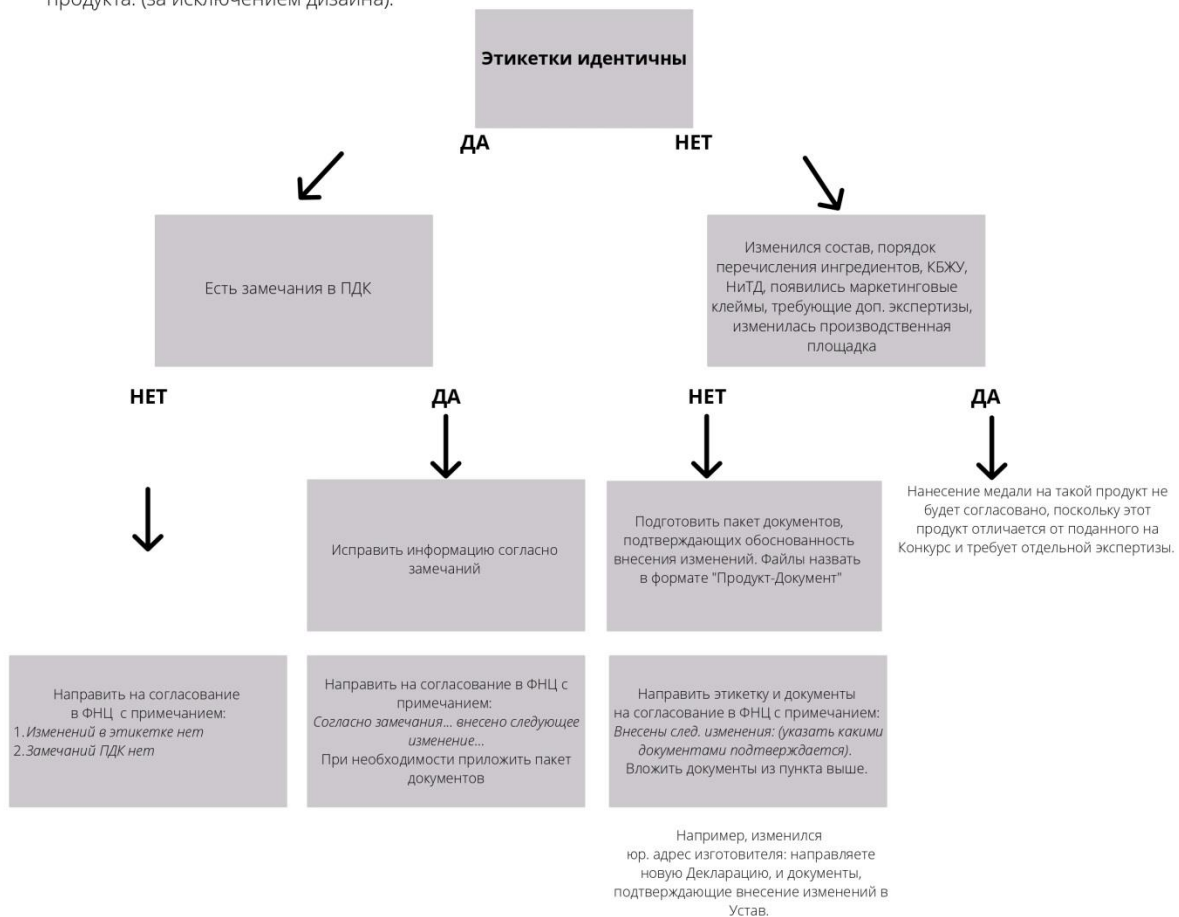 продукта. (за исключением дизайна).
Этикетки идентичны
ДА
НЕТ
Есть замечания в ПДК
Изменился состав, порядок
перечисления ингредиентов, КБЖУ,
НиТД, появились маркетинговые
клеймы, требующие доп. экспертизы,
изменилась производственная
площадка
НЕТ
ДА
НЕТ
ДА
Исправить информацию согласно
замечаний
Подготовить пакет документов,
подтверждающих обоснованность
внесения изменений. Файлы назвать
в формате "Продукт-Документ"
Нанесение медали на такой продукт не
будет согласовано, поскольку этот
продукт отличается от поданного на
Конкурс и требует отдельной экспертизы.
Направить на согласование
в ФНЦ с примечанием:
1. Изменений в этикетке нет
2. Замечаний ПДК нет
Направить на согласование в ФНЦ с
примечанием:
Согласно замечания... внесено следующее
изменение...
При необходимости приложить пакет
документов
Направить этикетку и документы
на согласование в ФНЦ с примечанием:
Внесены след. изменения: (указать какими
документами подтверждается).
Вложить документы из пункта выше.
Например, изменился
юр. адрес изготовителя: направляете
новую Декларацию, и документы,
подтверждающие внесение изменений в
Устав.